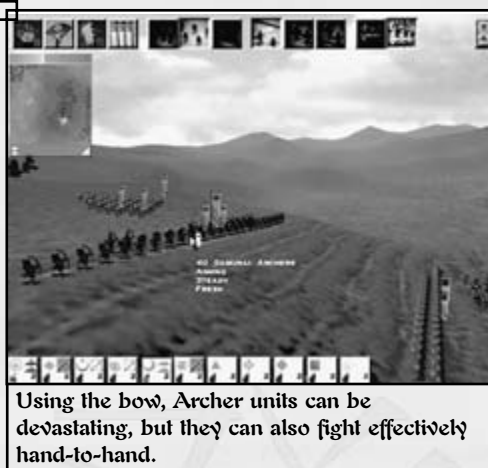 40 Samurai Archers
Aiming
Steady
Fresh
Using the bow, Archer units can be
devastating, but they can also fight effectively
hand-to-hand.